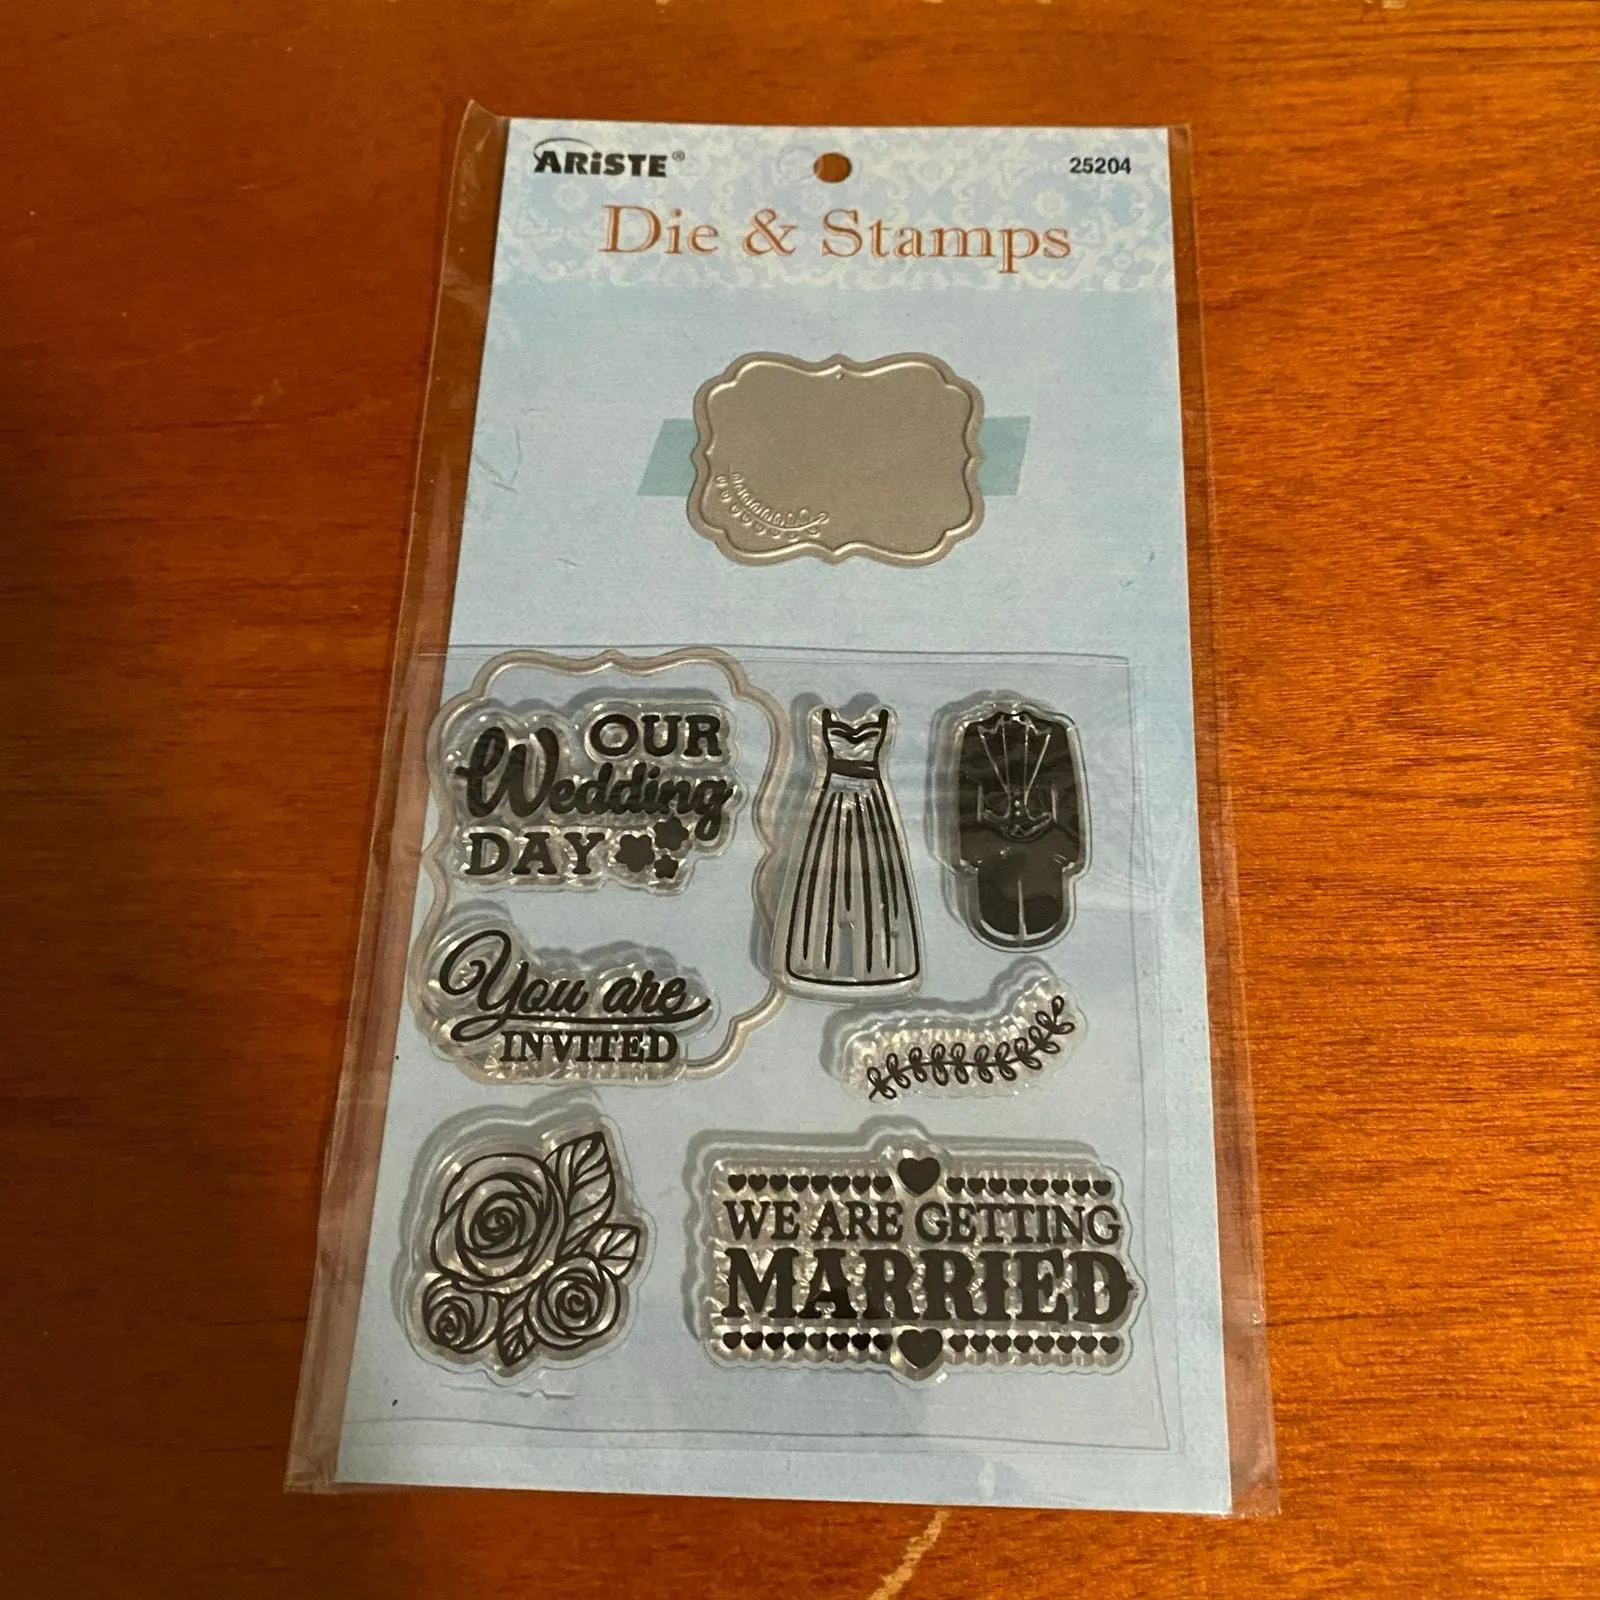 ARiSTE®
25204
Die & Stamps
OUR
Wedding
DAY
You are
INVITED
WE ARE GETTING
MARRIED